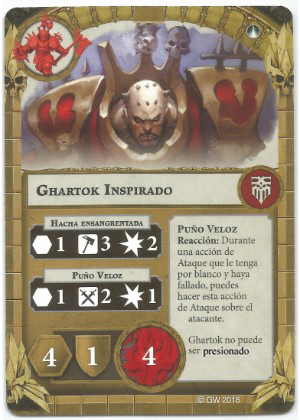 Ghartok Inspirado
Hacha ensangrentada
1 3 2
Puño Veloz
1 2 1
Puño Veloz
Reacción: Durante
una acción de
Ataque que le tenga
por blanco y haya
fallado, puedes
hacer esta acción
de Ataque sobre el
atacante.
Ghartok no puede
ser presionado
4 1 4
© GW 2018